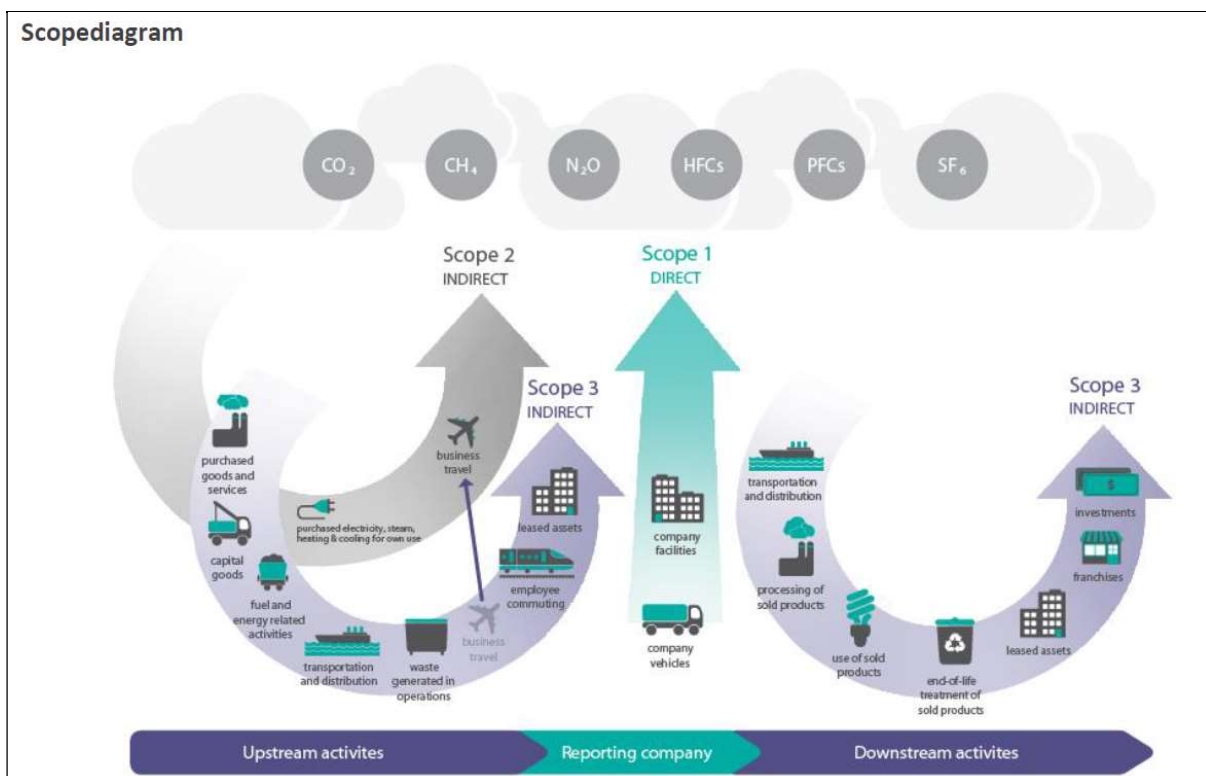 Scopediagram
CO2
CH4
N2O
HFCs
PFCs
SF6
Scope 2
INDIRECT
Scope 1
DIRECT
Scope 3
INDIRECT
Scope 3
INDIRECT
purchased
goods and
services
capital
goods
fuel and
energy related
activities
transportation
and distribution
waste
generated in
operations
business
travel
purchased electricity, steam,
heating & cooling for own use
business
travel
employee
commuting
leased assets
company
facilities
company
vehicles
transportation
and distribution
processing of
sold products
use of sold
products
end-of-life
treatment of
sold products
leased assets
franchises
$
investments
Upstream activites
Reporting company
Downstream activites